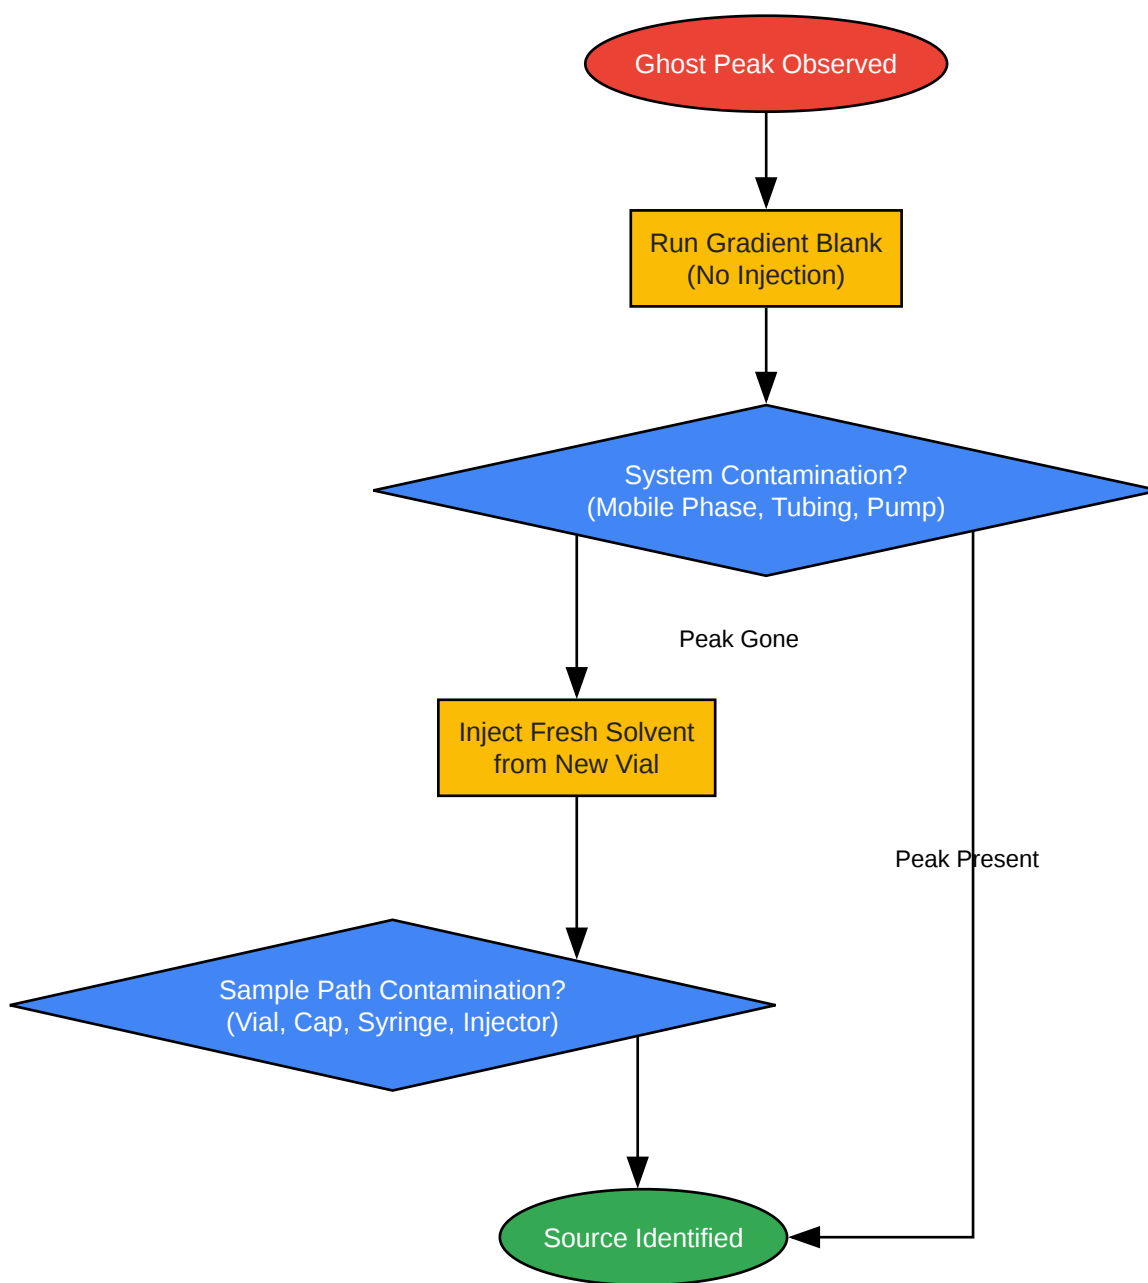 Ghost Peak Observed
Run Gradient Blank
(No Injection)
System Contamination?
(Mobile Phase, Tubing, Pump)
Peak Gone
Inject Fresh Solvent
from New Vial
Peak Present
Sample Path Contamination?
(Vial, Cap, Syringe, Injector)
Source Identified